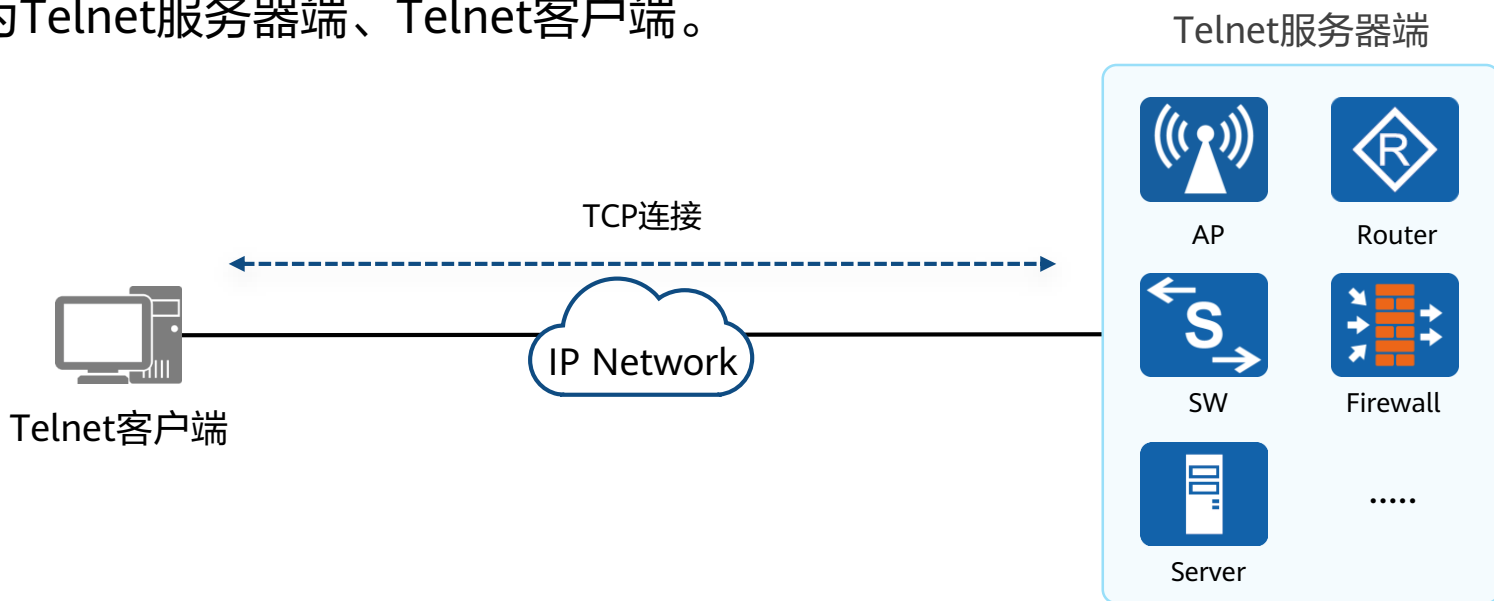 为Telnet服务器端、Telnet客户端。
Telnet服务器端
AP
Router
TCP连接
IP Network
S
R
SW
Firewall
Telnet客户端
.....
Server